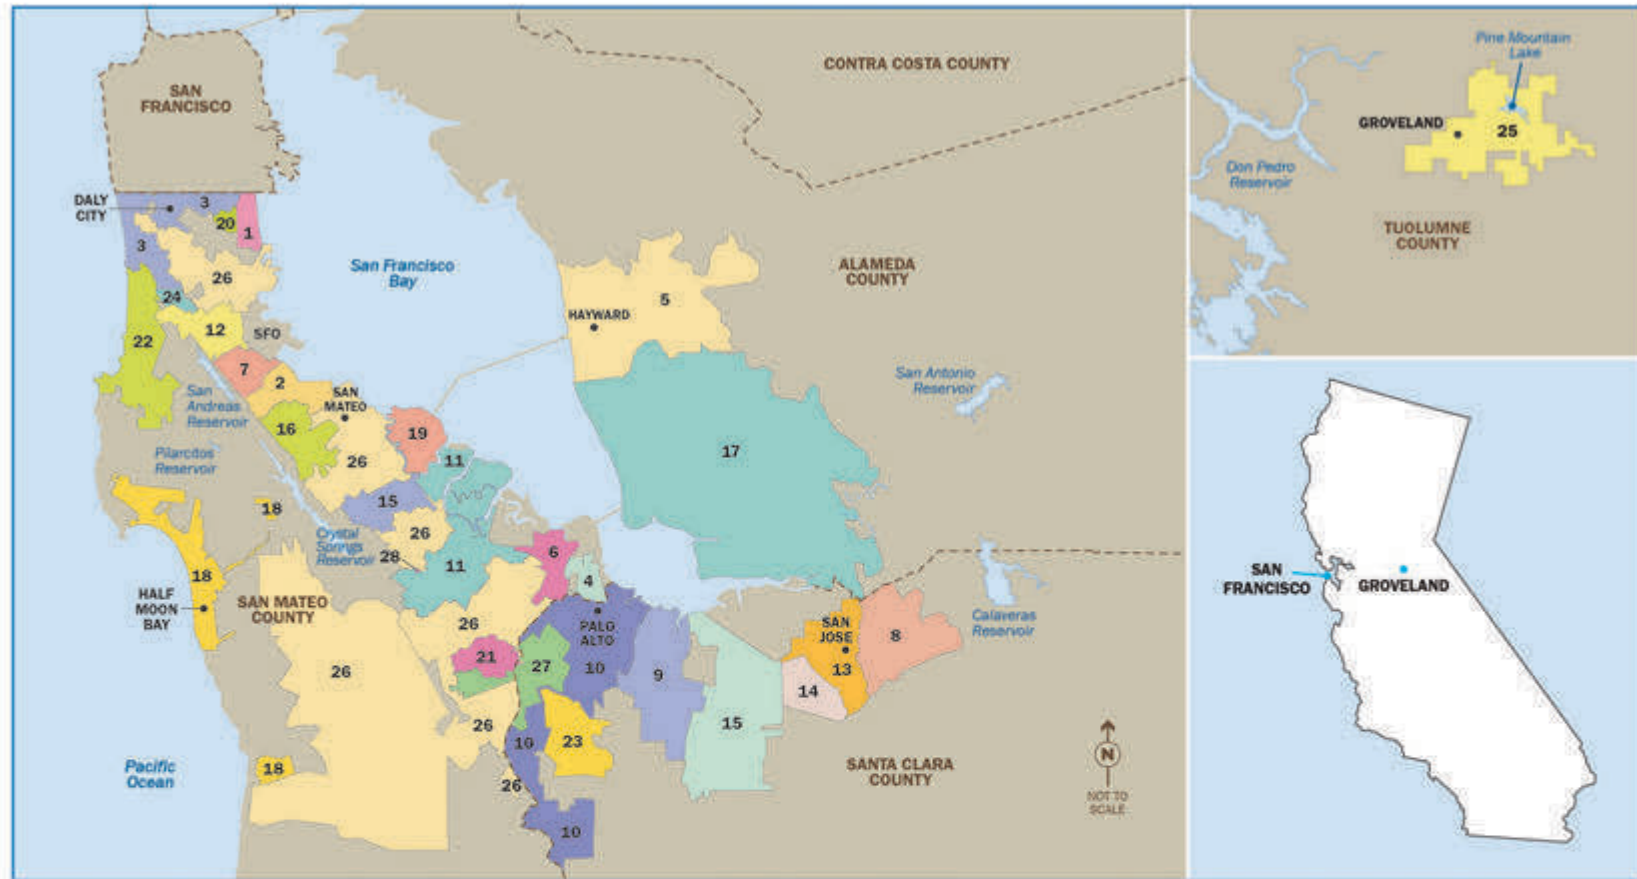 SAN
FRANCISCO
CONTRA COSTA COUNTY
DALY
CITY
3
20
1
3
26
24
12
SFO
22
7
2
San
Andreas
Reservoir
SAN
MATEO
16
19
Pilarcitos
Reservoir
26
11
15
18
26
Crystal
Springs
Reservoir
28
11
6
4
18
HALF
MOON
BAY
SAN MATEO
COUNTY
26
PALO
ALTO
21
27
10
9
26
26
15
10
23
18
26
10
Pacific
Ocean
San Francisco
Bay
ALAMEDA
COUNTY
5
HAYWARD
San Antonio
Reservoir
17
Calaveras
Reservoir
SAN
JOSE
8
13
14
SANTA CLARA
COUNTY
N
NOT TO
SCALE
Pine Mountain
Lake
GROVELAND
25
Don Pedro
Reservoir
TUOLUMNE
COUNTY
SAN
FRANCISCO
GROVELAND